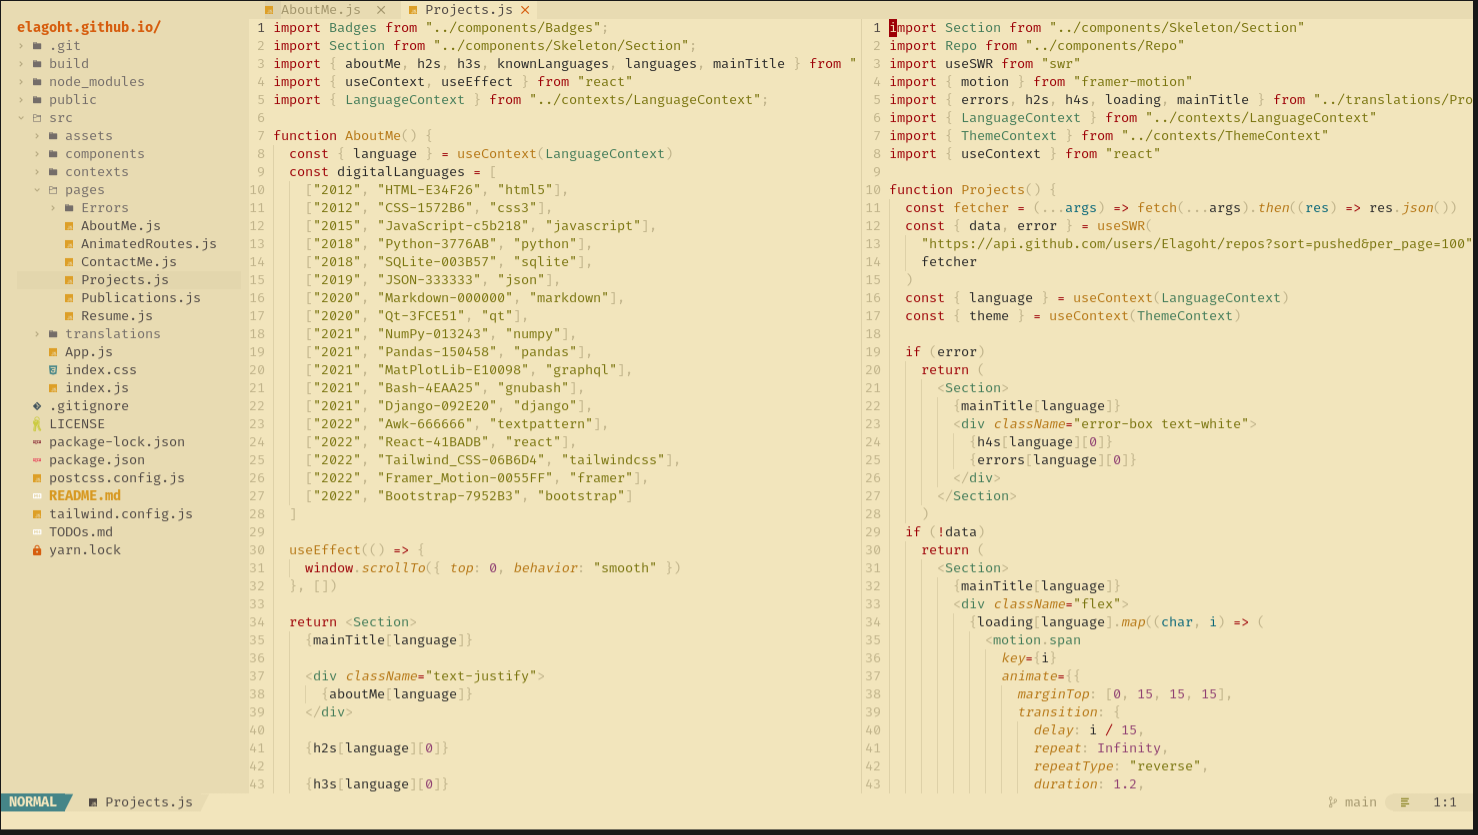 AboutMe.js ×
Projects.js ×
elagoht.github.io/
› .git
› build
› node_modules
› public
src
› assets
› components
› contexts
pages
› Errors
AboutMe.js
AnimatedRoutes.js
ContactMe.js
Projects.js
Publications.js
Resume.js
› translations
App.js
index.css
index.js
.gitignore
LICENSE
package-lock.json
package.json
postcss.config.js
README.md
tailwind.config.js
TODOs.md
yarn.lock
1 import Badges from "../components/Badges";
2 import Section from "../components/Skeleton/Section";
3 import { aboutMe, h2s, h3s, knownLanguages, languages, mainTitle } from "
4 import { useContext, useEffect } from "react"
5 import { LanguageContext } from "../contexts/LanguageContext";
6
7 function AboutMe() {
8 const { language } = useContext(LanguageContext)
9 const digitalLanguages = [
10 ["2012", "HTML-E34F26", "html5"],
11 ["2012", "CSS-1572B6", "css3"],
12 ["2015", "JavaScript-c5b218", "javascript"],
13 ["2018", "Python-3776AB", "python"],
14 ["2018", "SQLite-003B57", "sqlite"],
15 ["2019", "JSON-333333", "json"],
16 ["2020", "Markdown-000000", "markdown"],
17 ["2020", "Qt-3FCE51", "qt"],
18 ["2021", "NumPy-013243", "numpy"],
19 ["2021", "Pandas-150458", "pandas"],
20 ["2021", "MatPlotLib-E10098", "graphql"],
21 ["2021", "Bash-4EAA25", "gnubash"],
22 ["2021", "Django-092E20", "django"],
23 ["2022", "Awk-666666", "textpattern"],
24 ["2022", "React-41BADB", "react"],
25 ["2022", "Tailwind_CSS-06B6D4", "tailwindcss"],
26 ["2022", "Framer_Motion-0055FF", "framer"],
27 ["2022", "Bootstrap-7952B3", "bootstrap"]
28 ]
29
30 useEffect(() => {
31 window.scrollTo({ top: 0, behavior: "smooth" })
32 }, [])
33
34 return <Section>
35 {mainTitle[language]}
36
37 <div className="text-justify">
38 {aboutMe[language]}
39 </div>
40
41 {h2s[language][0]}
42
43 {h3s[language][0]}
1 import Section from "../components/Skeleton/Section"
2 import Repo from "../components/Repo"
3 import useSWR from "swr"
4 import { motion } from "framer-motion"
5 import { errors, h2s, h4s, loading, mainTitle } from "../translations/Pro
6 import { LanguageContext } from "../contexts/LanguageContext"
7 import { ThemeContext } from "../contexts/ThemeContext"
8 import { useContext } from "react"
9
10 function Projects() {
11 const fetcher = (...args) => fetch(...args).then((res) => res.json())
12 const { data, error } = useSWR(
13 "https://api.github.com/users/Elagoht/repos?sort=pushed&per_page=100"
14 fetcher
15 )
16 const { language } = useContext(LanguageContext)
17 const { theme } = useContext(ThemeContext)
18
19 if (error)
20 return (
21 <Section>
22 {mainTitle[language]}
23 <div className="error-box text-white">
24 {h4s[language][0]}
25 {errors[language][0]}
26 </div>
27 </Section>
28 )
29 if (!data)
30 return (
31 <Section>
32 {mainTitle[language]}
33 <div className="flex">
34 {loading[language].map((char, i) => (
35 <motion.span
36 key={i}
37 animate={{
38 marginTop: [0, 15, 15, 15],
39 transition: {
40 delay: i / 15,
41 repeat: Infinity,
42 repeatType: "reverse",
43 duration: 1.2,
NORMAL Projects.js main 1:1